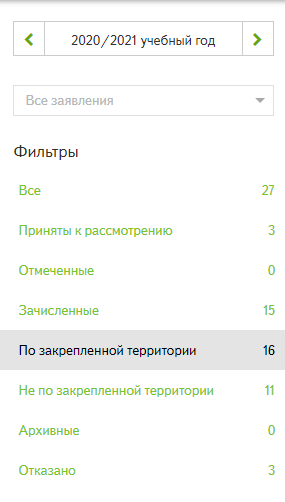 2020/2021 учебный год
Все заявления
Фильтры
Все 27
Приняты к рассмотрению 3
Отмеченные 0
Зачисленные 15
По закрепленной территории 16
Не по закрепленной территории 11
Архивные 0
Отказано 3